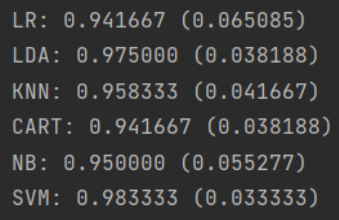 LR: 0.941667 (0.065085)
LDA: 0.975000 (0.038188)
KNN: 0.958333 (0.041667)
CART: 0.941667 (0.038188)
NB: 0.950000 (0.055277)
SVM: 0.983333 (0.033333)